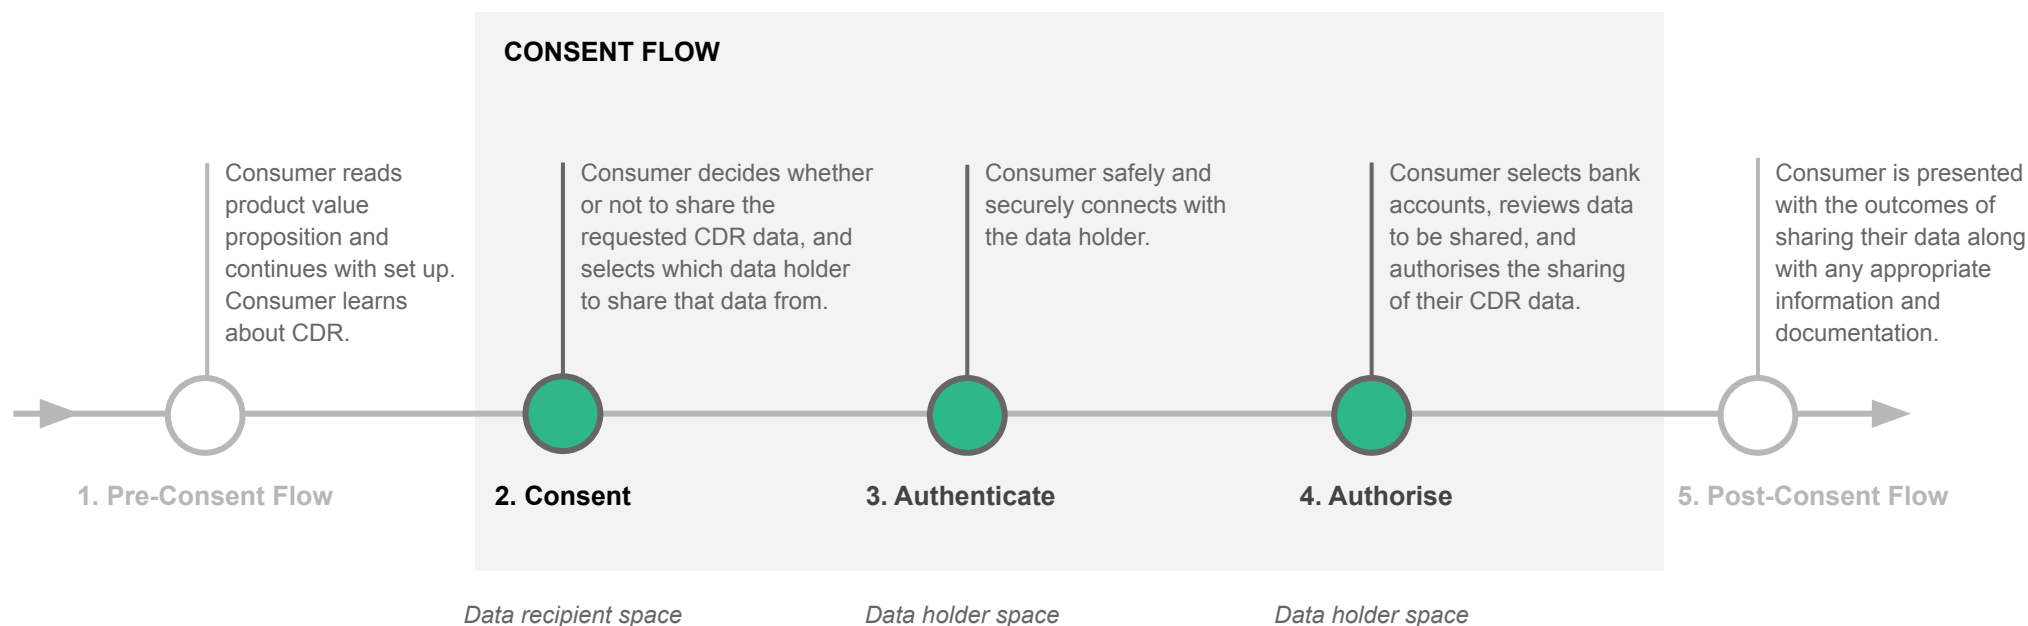 CONSENT FLOW
Consumer reads
product value
proposition and
continues with set up.
Consumer learns
about CDR.
Consumer decides whether
or not to share the
requested CDR data, and
selects which data holder
to share that data from.
Consumer safely and
securely connects with
the data holder.
Consumer selects bank
accounts, reviews data
to be shared, and
authorises the sharing
of their CDR data.
Consumer is presented
with the outcomes of
sharing their data along
with any appropriate
information and
documentation.
1. Pre-Consent Flow
2. Consent
3. Authenticate
4. Authorise
5. Post-Consent Flow
Data recipient space
Data holder space
Data holder space